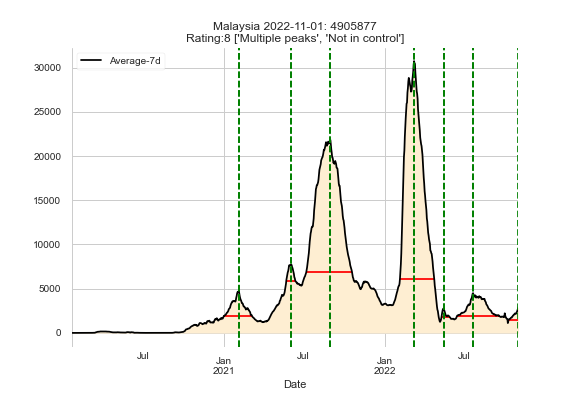 Malaysia 2022-11-01: 4905877
Rating:8 ['Multiple peaks', 'Not in control']
Average-7d
30000
25000
20000
15000
10000
5000
0
Jul
Jan
2021
Jul
Jan
2022
Jul
Date